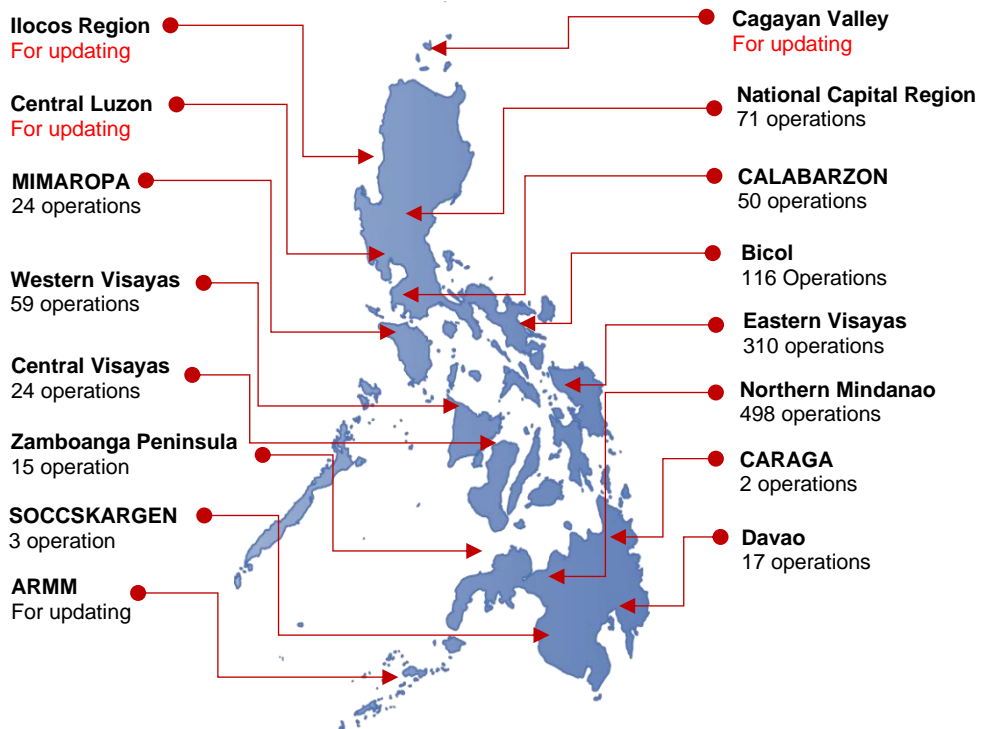 Ilocos Region
For updating
Central Luzon
For updating
MIMAROPA
24 operations
Western Visayas
59 operations
Central Visayas
24 operations
Zamboanga Peninsula
15 operation
SOCCSKARGEN
3 operation
ARMM
For updating
Cagayan Valley
For updating
National Capital Region
71 operations
CALABARZON
50 operations
Bicol
116 Operations
Eastern Visayas
310 operations
Northern Mindanao
498 operations
CARAGA
2 operations
Davao
17 operations